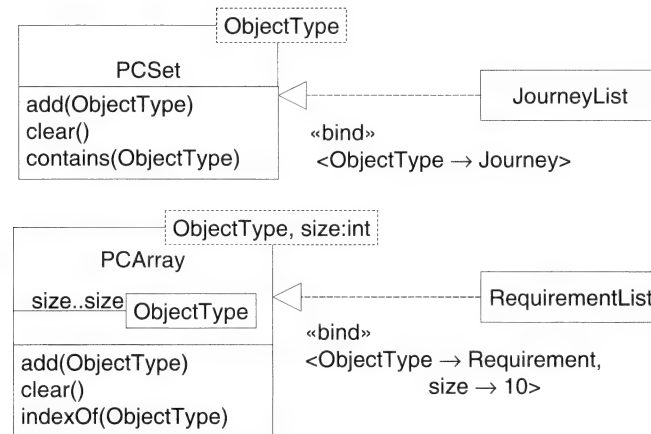 ObjectType
PCSet
add(ObjectType)
clear()
contains(ObjectType)
JourneyList
«bind»
<ObjectType → Journey>
ObjectType, size:int
PCArray
size..size
ObjectType
add(ObjectType)
clear()
indexOf(ObjectType)
RequirementList
«bind»
<ObjectType → Requirement,
size → 10>